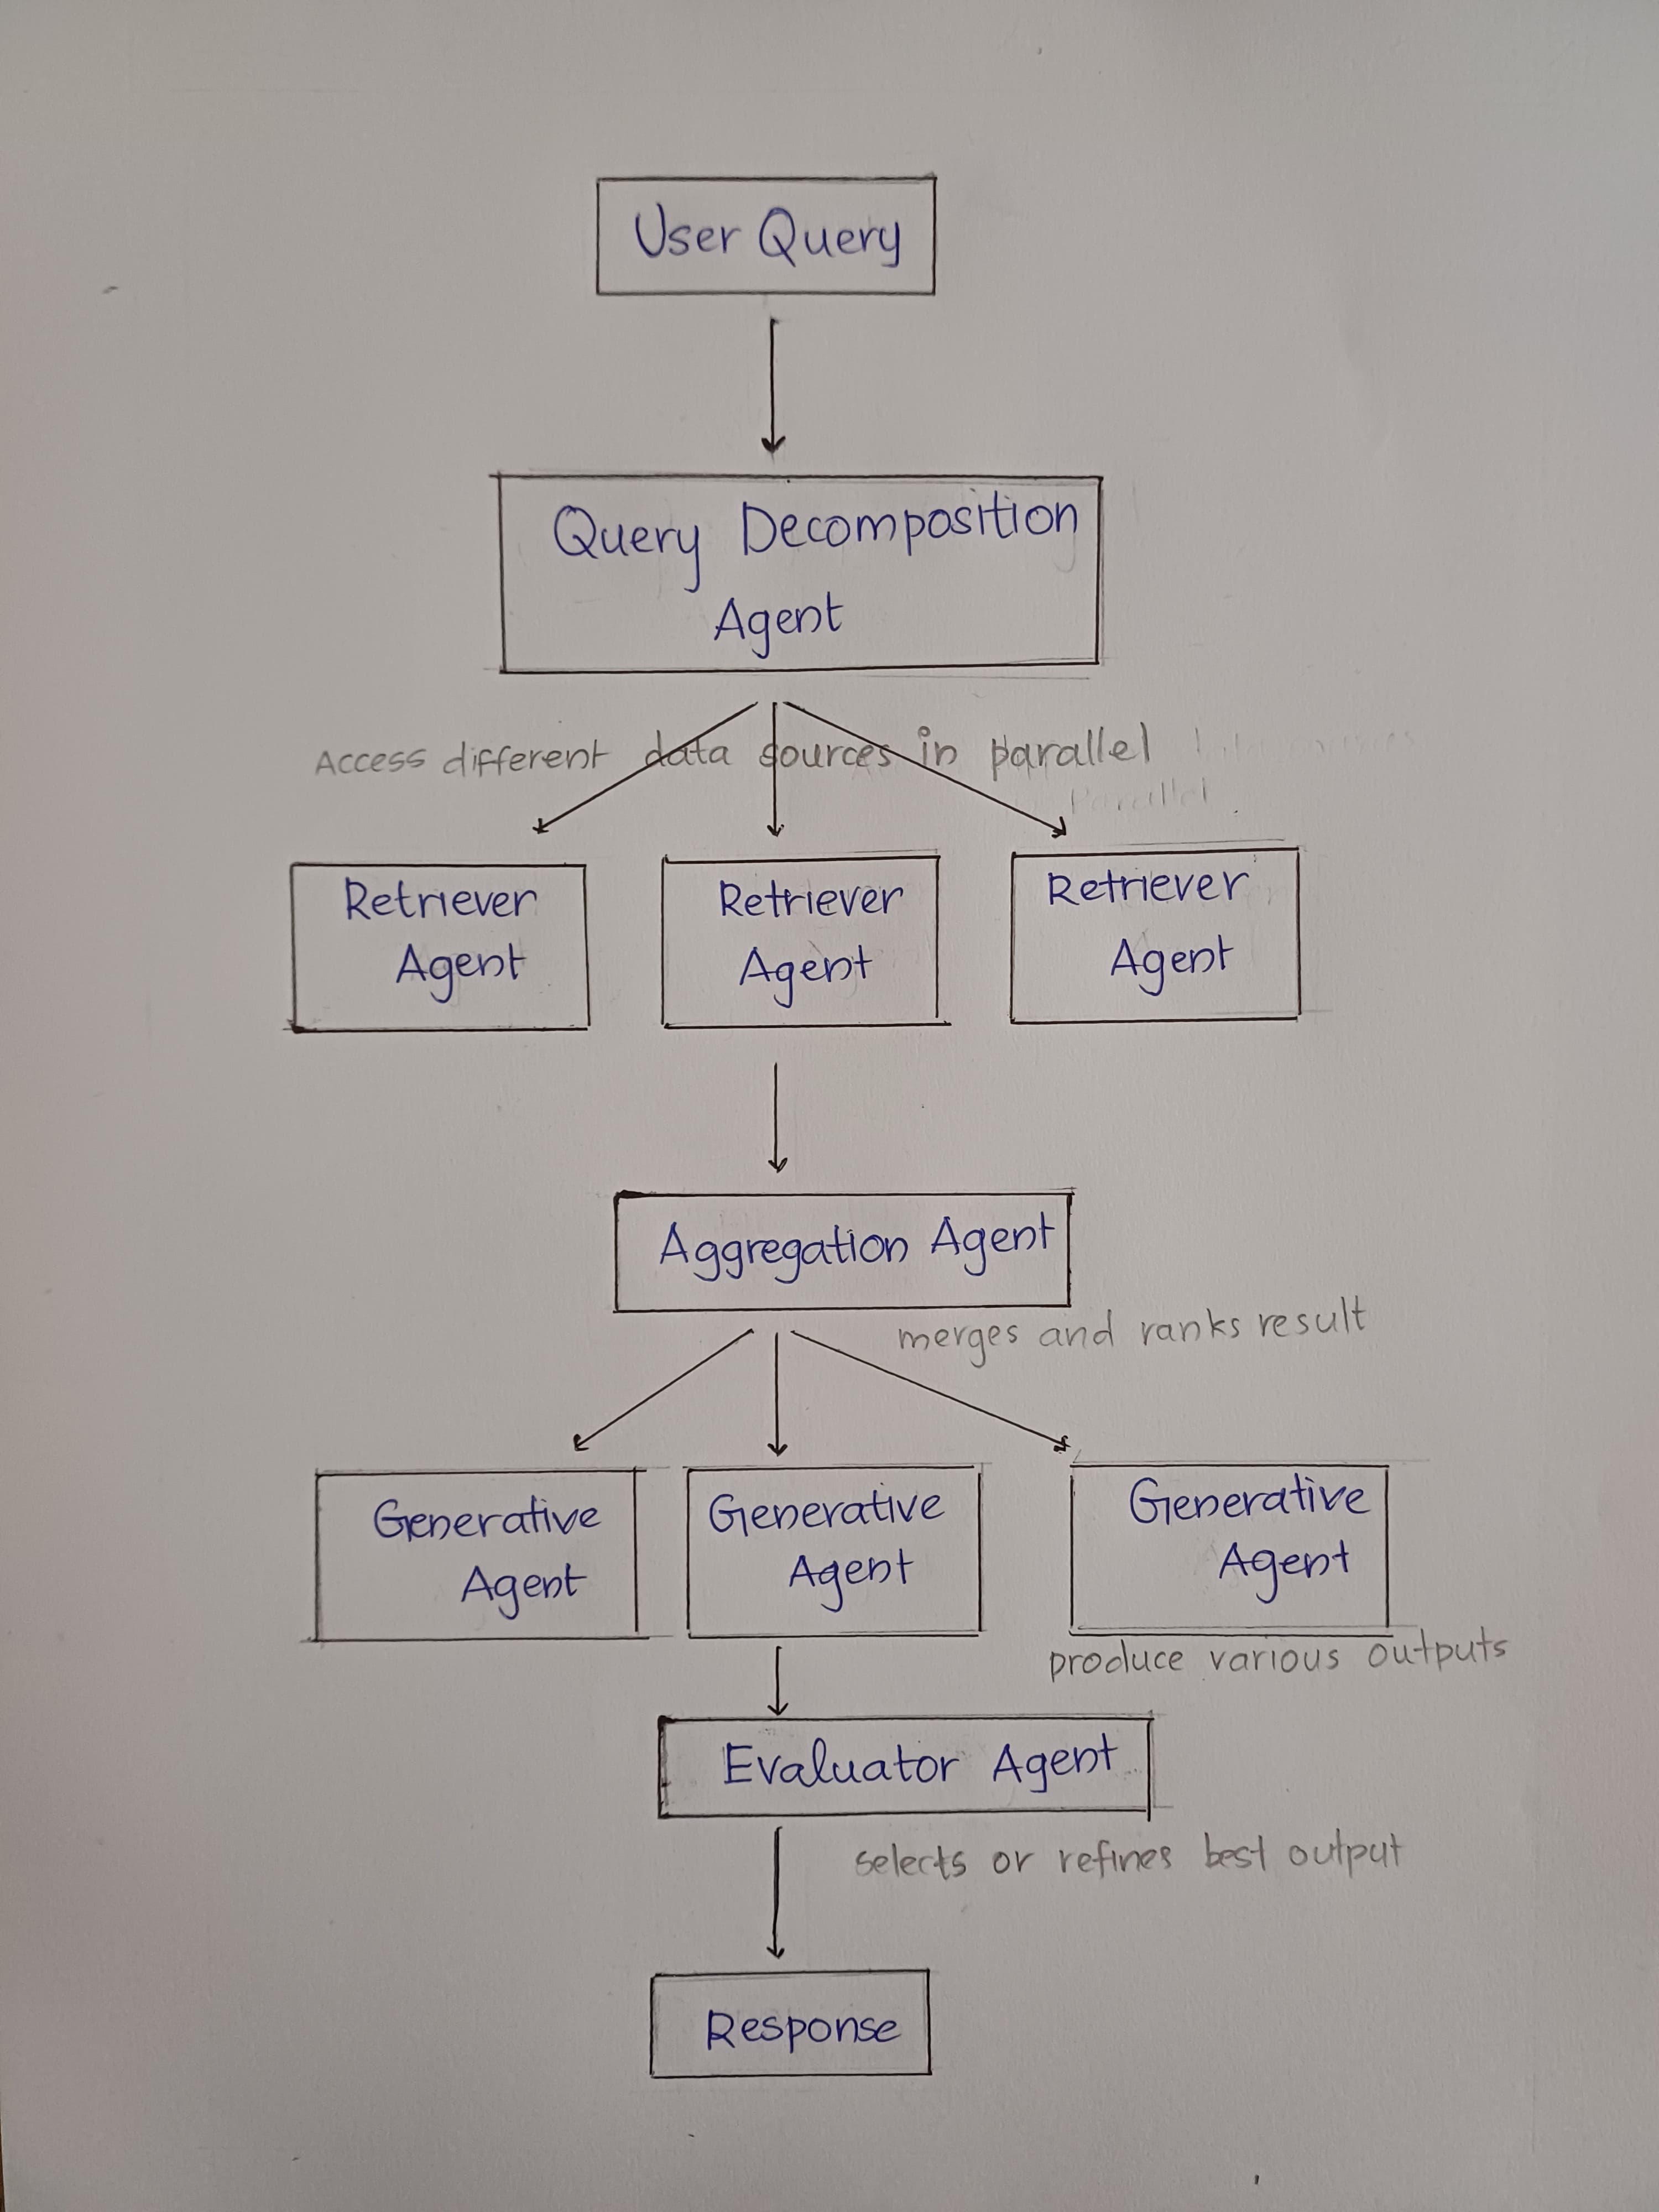 User Query
Query Decomposition
Agent
Access different data sources in parallel
Parallel
Retriever
Agent
Retriever
Agent
Retriever
Agent
Aggregation Agent
merges and ranks result
Generative
Agent
Generative
Agent
Generative
Agent
produce various outputs
Evaluator Agent
selects or refines best output
Response